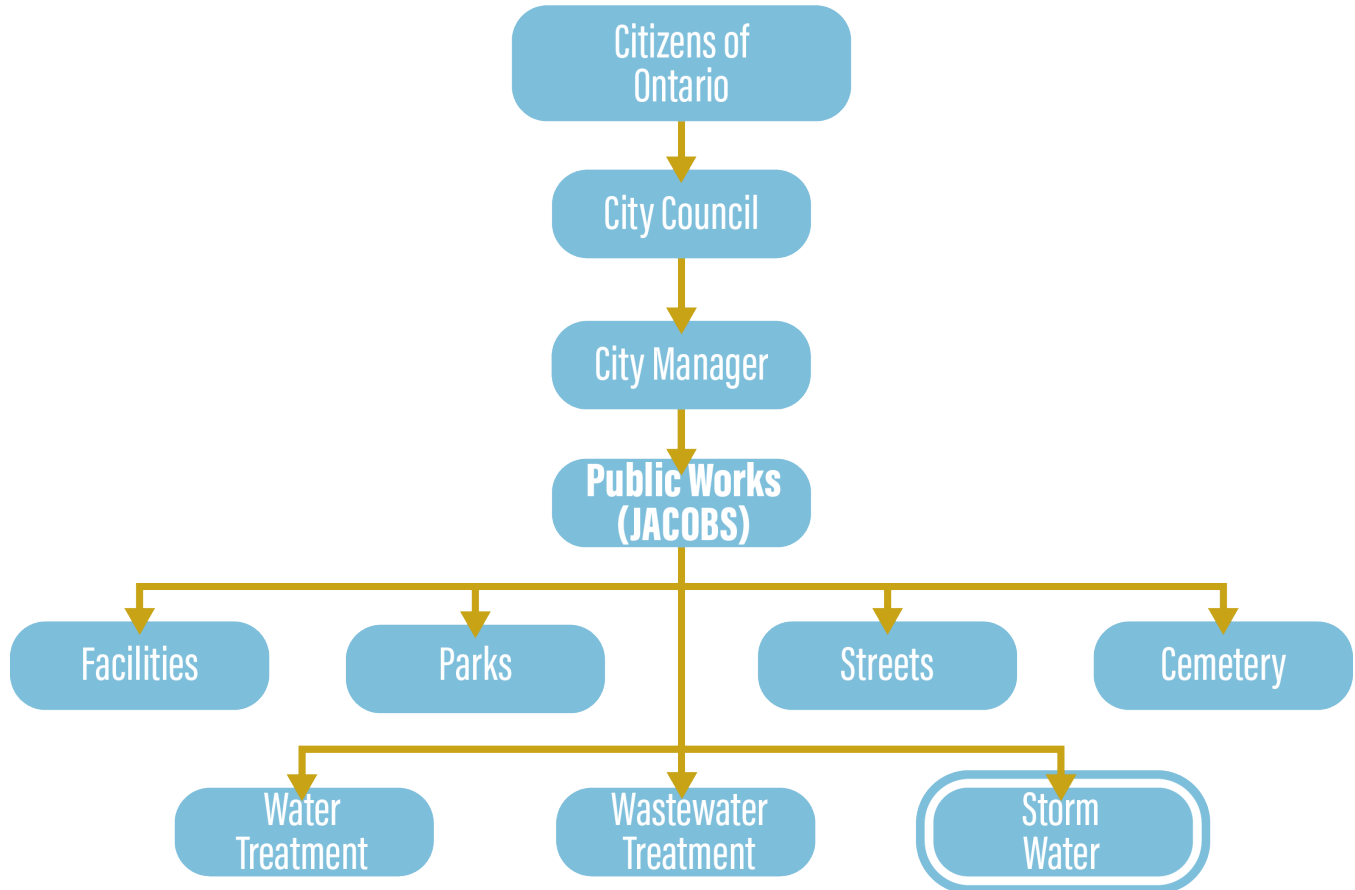 Citizens of
Ontario
City Council
City Manager
Public Works
(JACOBS)
Facilities
Parks
Streets
Cemetery
Water
Treatment
Wastewater
Treatment
Storm
Water